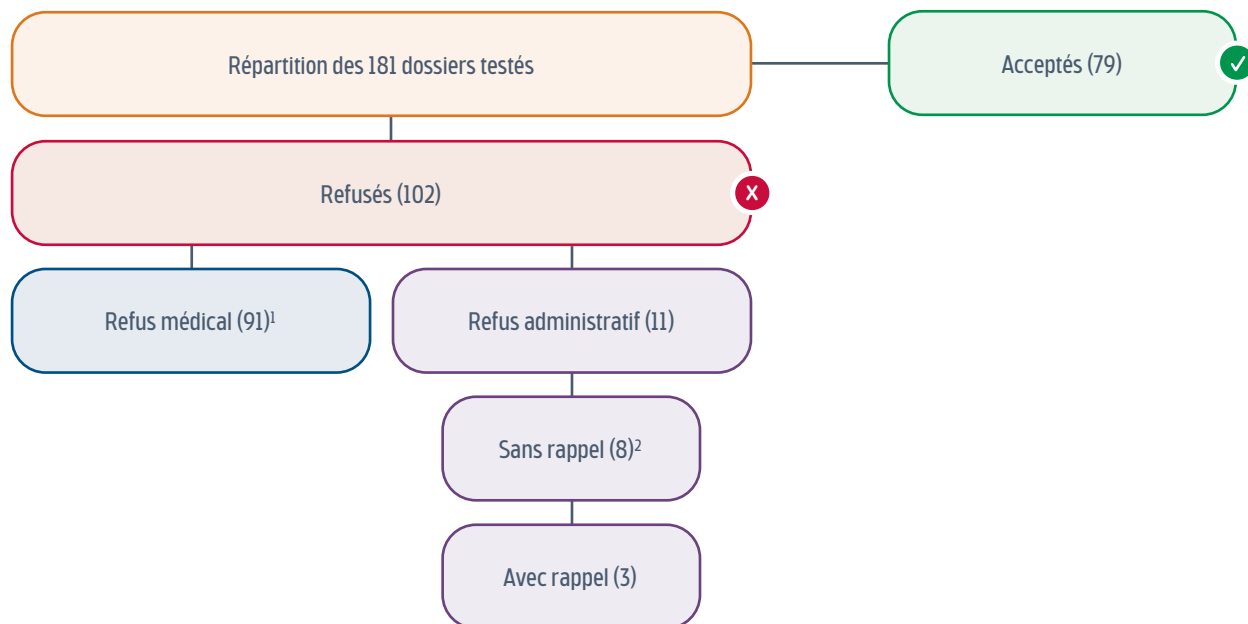 Répartition des 181 dossiers testés
Acceptés (79)
Refusés (102)
X
Refus médical (91)¹
Refus administratif (11)
Sans rappel (8)²
Avec rappel (3)